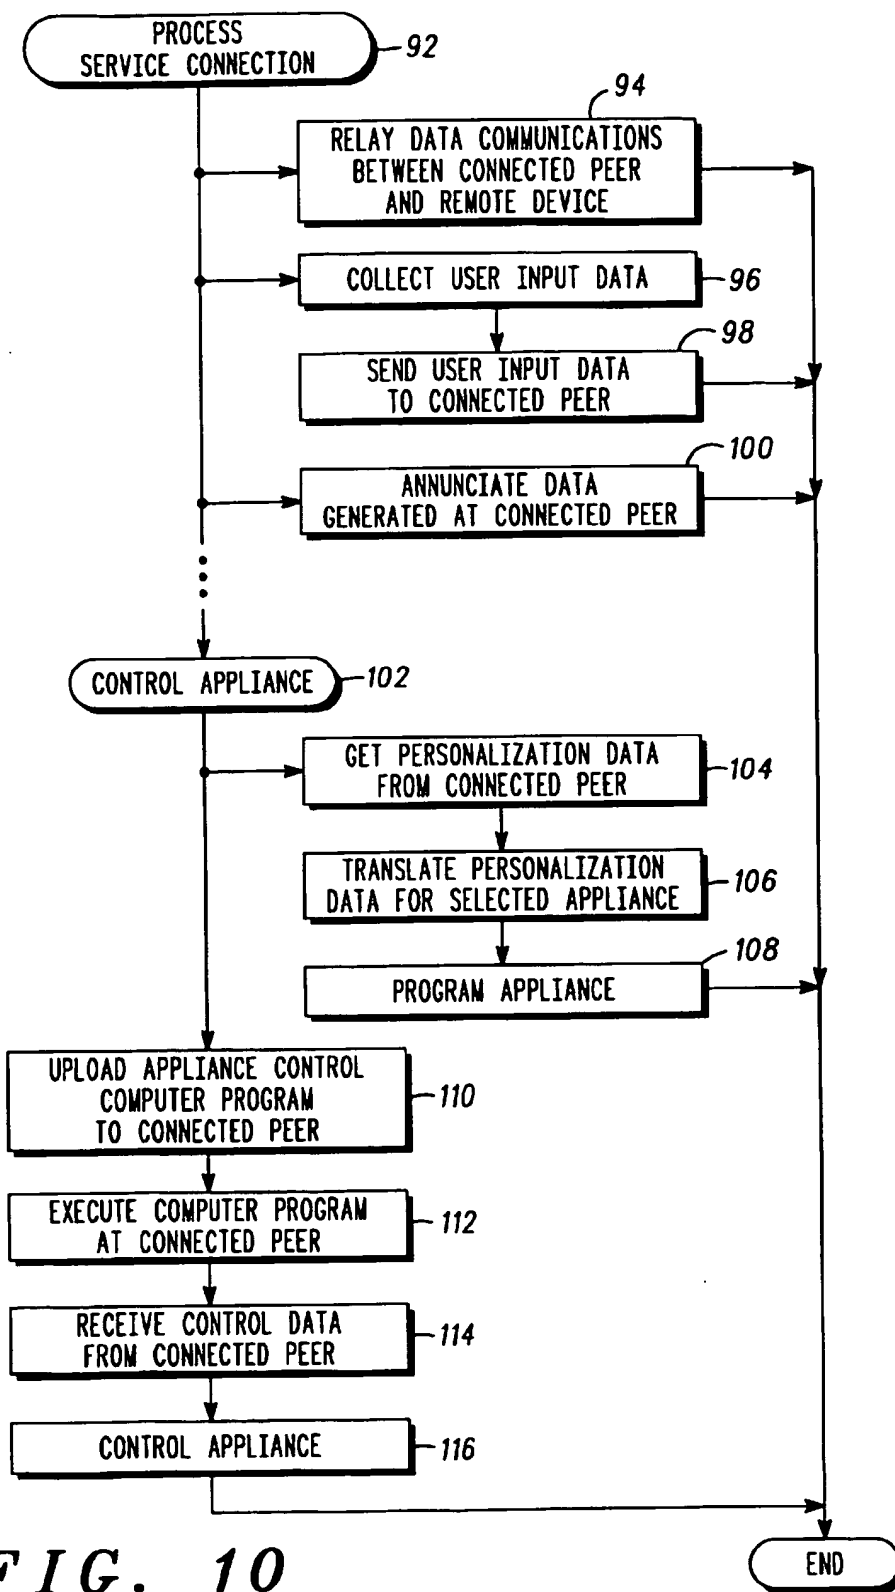 PROCESS
SERVICE CONNECTION
92
94
RELAY DATA COMMUNICATIONS
BETWEEN CONNECTED PEER
AND REMOTE DEVICE
COLLECT USER INPUT DATA
96
98
SEND USER INPUT DATA
TO CONNECTED PEER
100
ANNUNCIATE DATA
GENERATED AT CONNECTED PEER
CONTROL APPLIANCE
102
GET PERSONALIZATION DATA
FROM CONNECTED PEER
104
TRANSLATE PERSONALIZATION
DATA FOR SELECTED APPLIANCE
106
108
PROGRAM APPLIANCE
UPLOAD APPLIANCE CONTROL
COMPUTER PROGRAM
TO CONNECTED PEER
110
EXECUTE COMPUTER PROGRAM
AT CONNECTED PEER
112
RECEIVE CONTROL DATA
FROM CONNECTED PEER
114
CONTROL APPLIANCE
116
END
FIG. 10